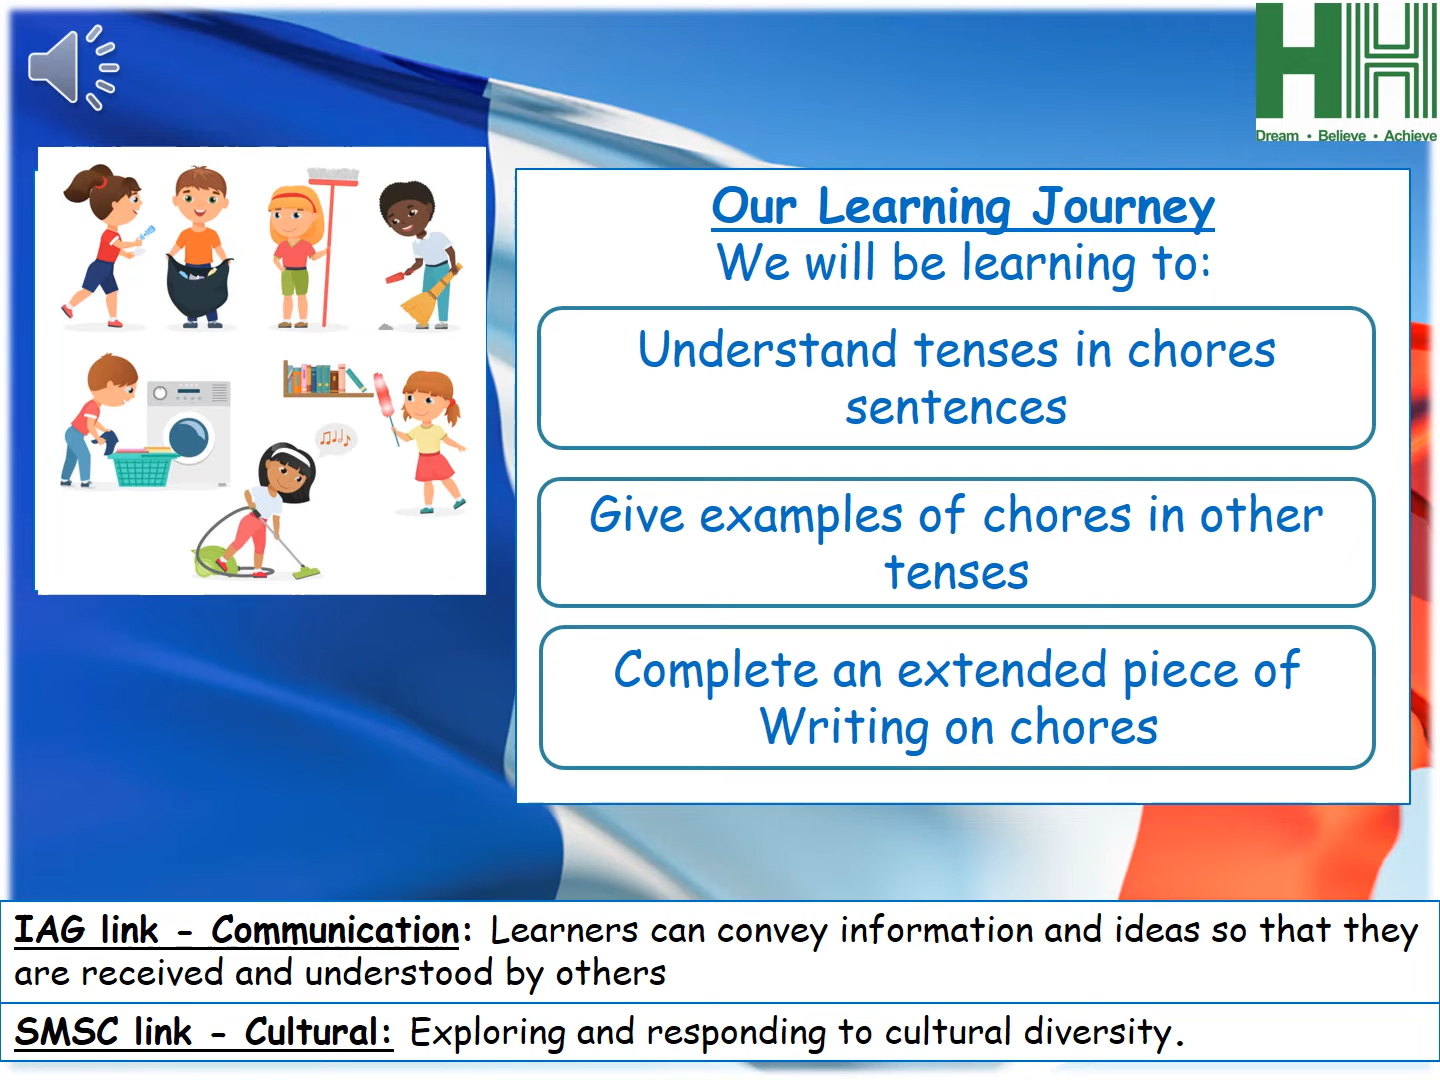 Dream • Believe • Achieve
Our Learning Journey
We will be learning to:
Understand tenses in chores
sentences
Give examples of chores in other
tenses
Complete an extended piece of
Writing on chores
IAG link - Communication: Learners can convey information and ideas so that they
are received and understood by others
SMSC link - Cultural: Exploring and responding to cultural diversity.